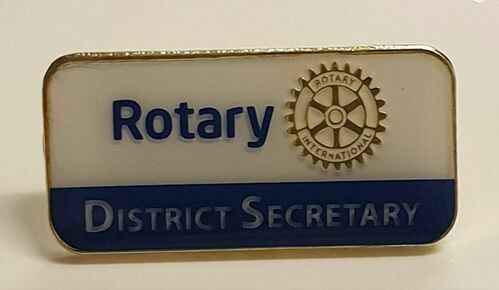 Rotary
ROTARY
INTERNATIONAL
DISTRICT SECRETARY